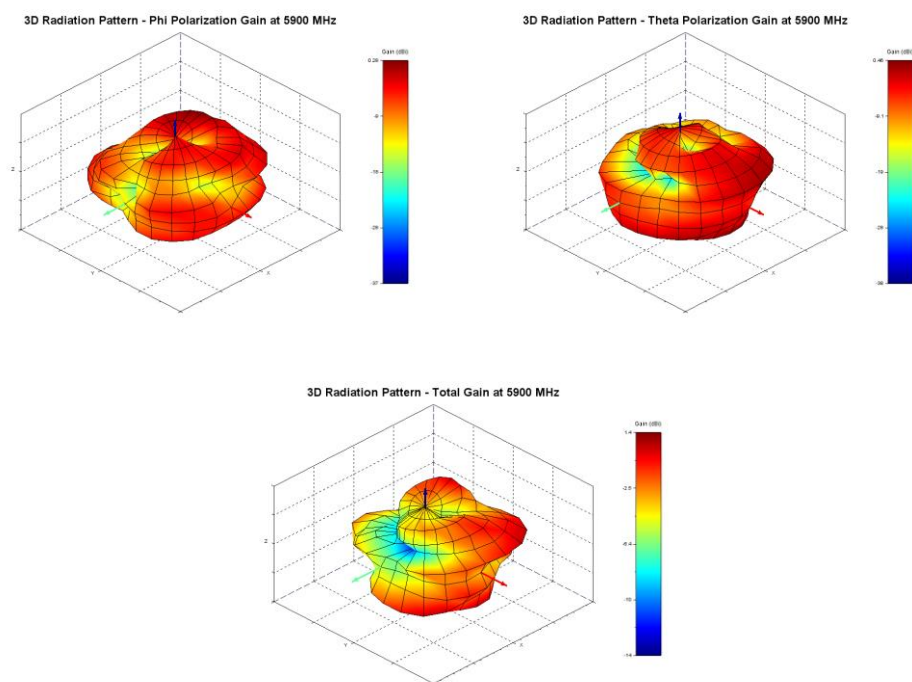 3D Radiation Pattern - Phi Polarization Gain at 5900 MHz
Gain (dBi)
Z
Y
X
3D Radiation Pattern - Theta Polarization Gain at 5900 MHz
Gain (dBi)
0.48
Z
Y
X
3D Radiation Pattern - Total Gain at 5900 MHz
Gain (dBi)
1.4
-2.5
-6.4
-10
-14
Z
Y
X